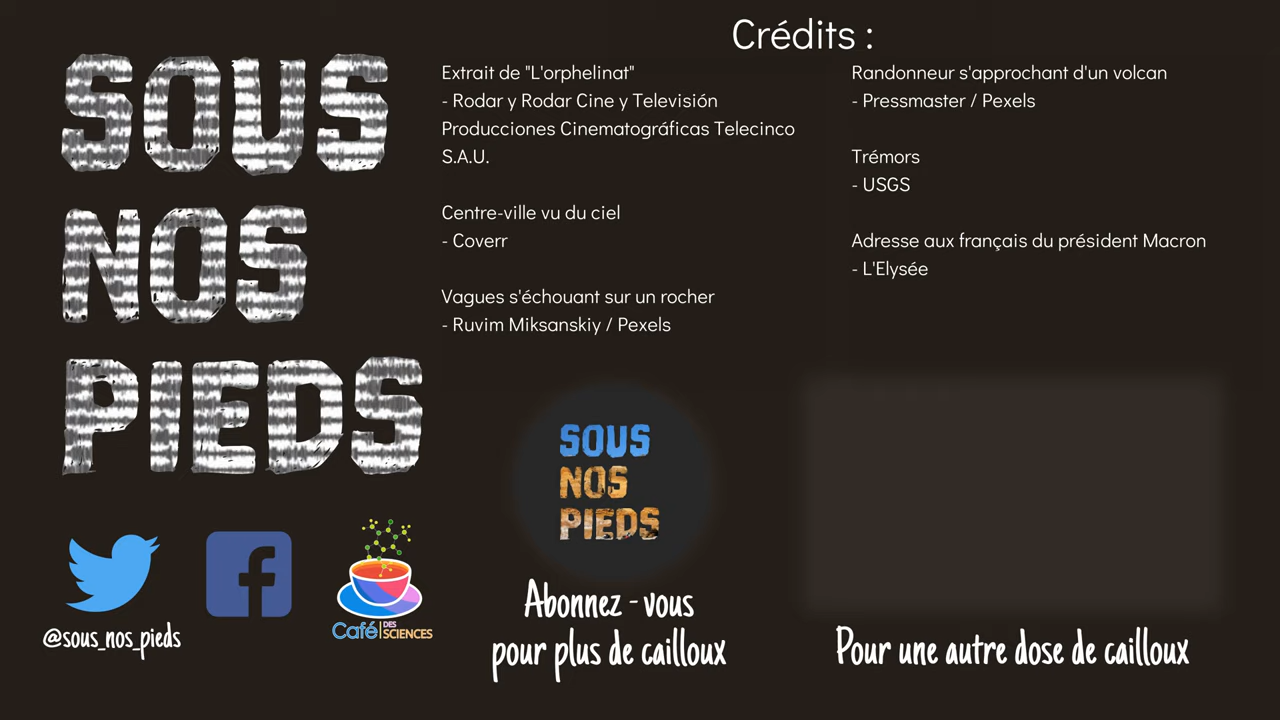 SOUS
NOS
PIEDS
Crédits :
Extrait de "L'orphelinat"
- Rodar y Rodar Cine y Televisión
Producciones Cinematográficas Telecinco
S.A.U.
Centre-ville vu du ciel
- Coverr
Vagues s'échouant sur un rocher
- Ruvim Miksanskiy / Pexels
Randonneur s'approchant d'un volcan
- Pressmaster / Pexels
Trémors
- USGS
Adresse aux français du président Macron
- L'Elysée
SOUS
NOS
PIEDS
@sous_nos_pieds
Café DES
SCIENCES
Abonnez - vous
pour plus de cailloux
Pour une autre dose de cailloux